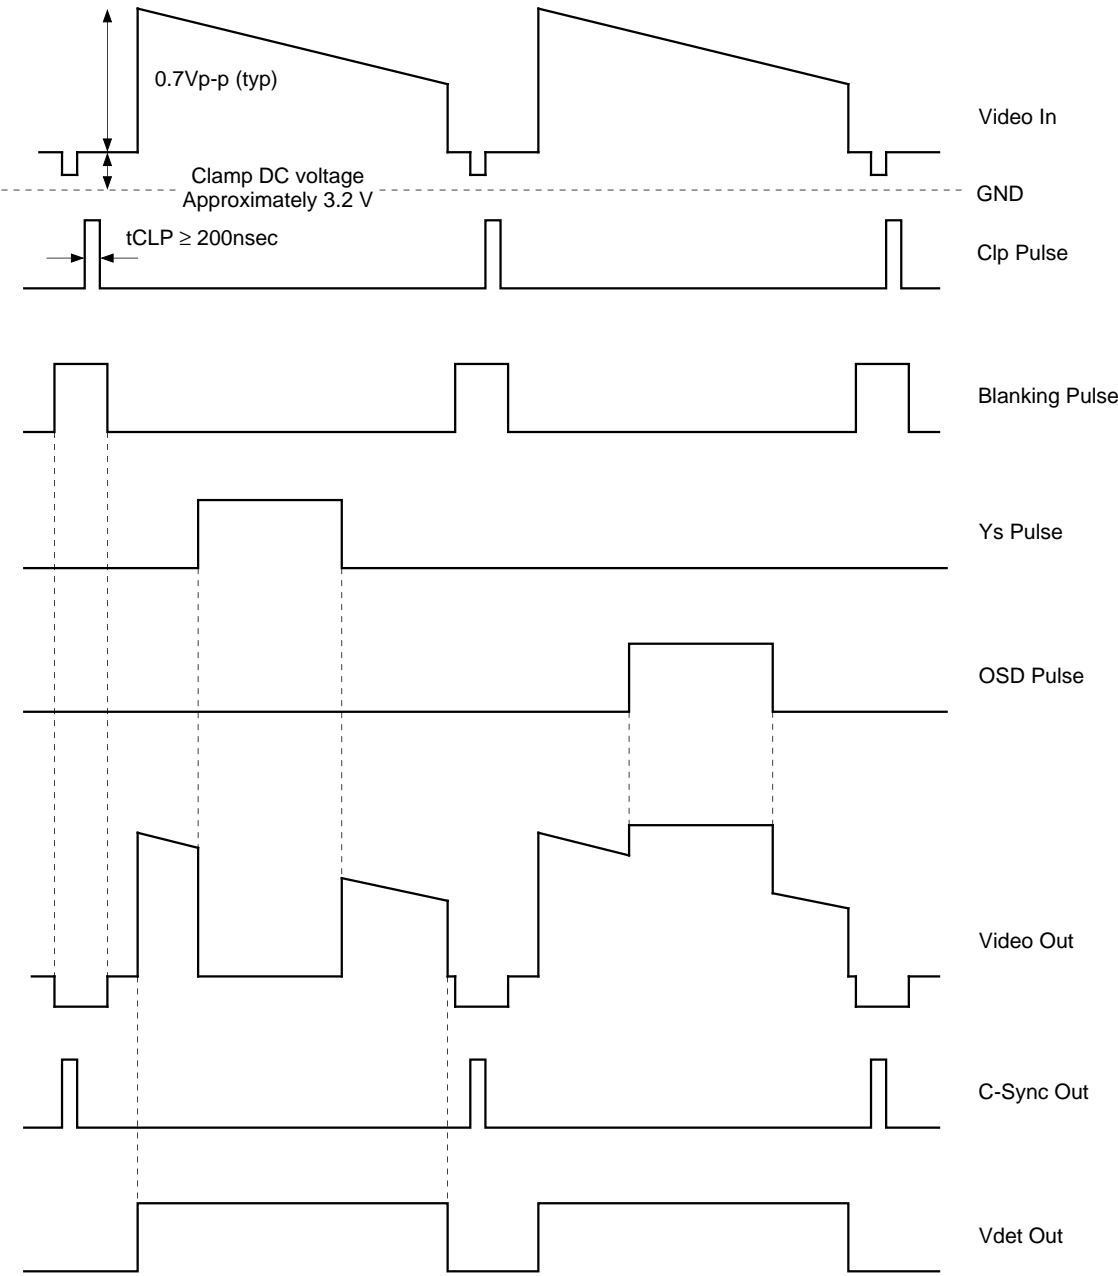 0.7Vp-p (typ)
Video In
Clamp DC voltage
Approximately 3.2 V
GND
tCLP ≥ 200nsec
Clp Pulse
Blanking Pulse
Ys Pulse
OSD Pulse
Video Out
C-Sync Out
Vdet Out